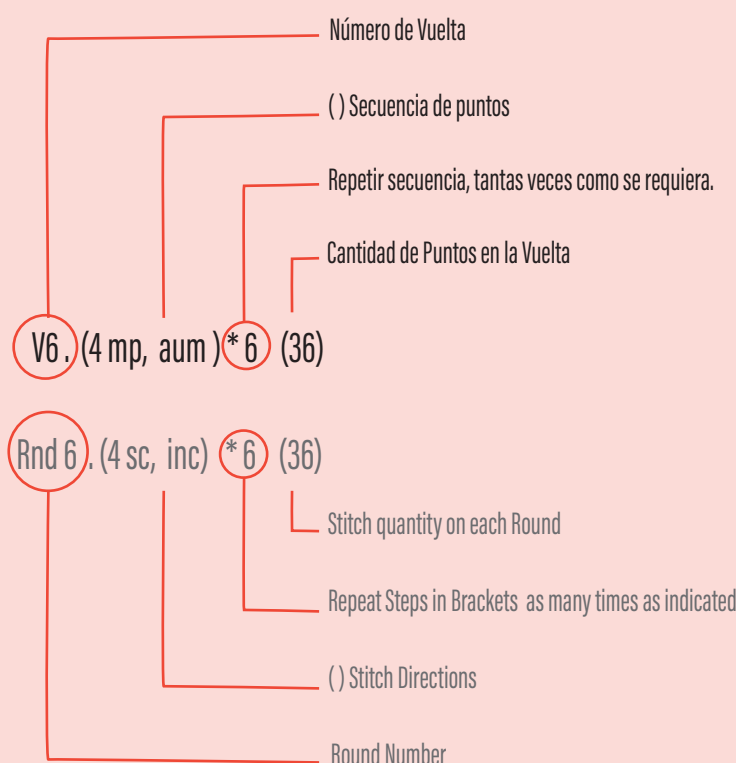 Número de Vuelta
( ) Secuencia de puntos
Repetir secuencia, tantas veces como se requiera.
Cantidad de Puntos en la Vuelta
V6 . (4 mp, aum ) * 6 (36)
Rnd 6 . (4 sc, inc) * 6 (36)
Stitch quantity on each Round
Repeat Steps in Brackets as many times as indicated
( ) Stitch Directions
Round Number